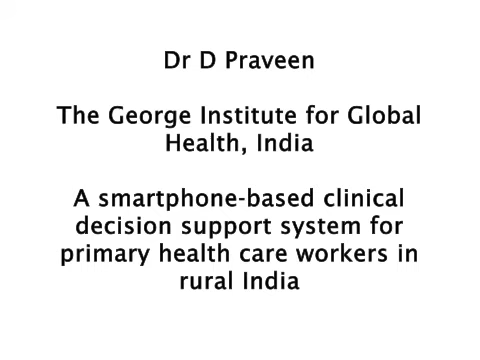 Dr D Praveen
The George Institute for Global
Health, India
A smartphone-based clinical
decision support system for
primary health care workers in
rural India